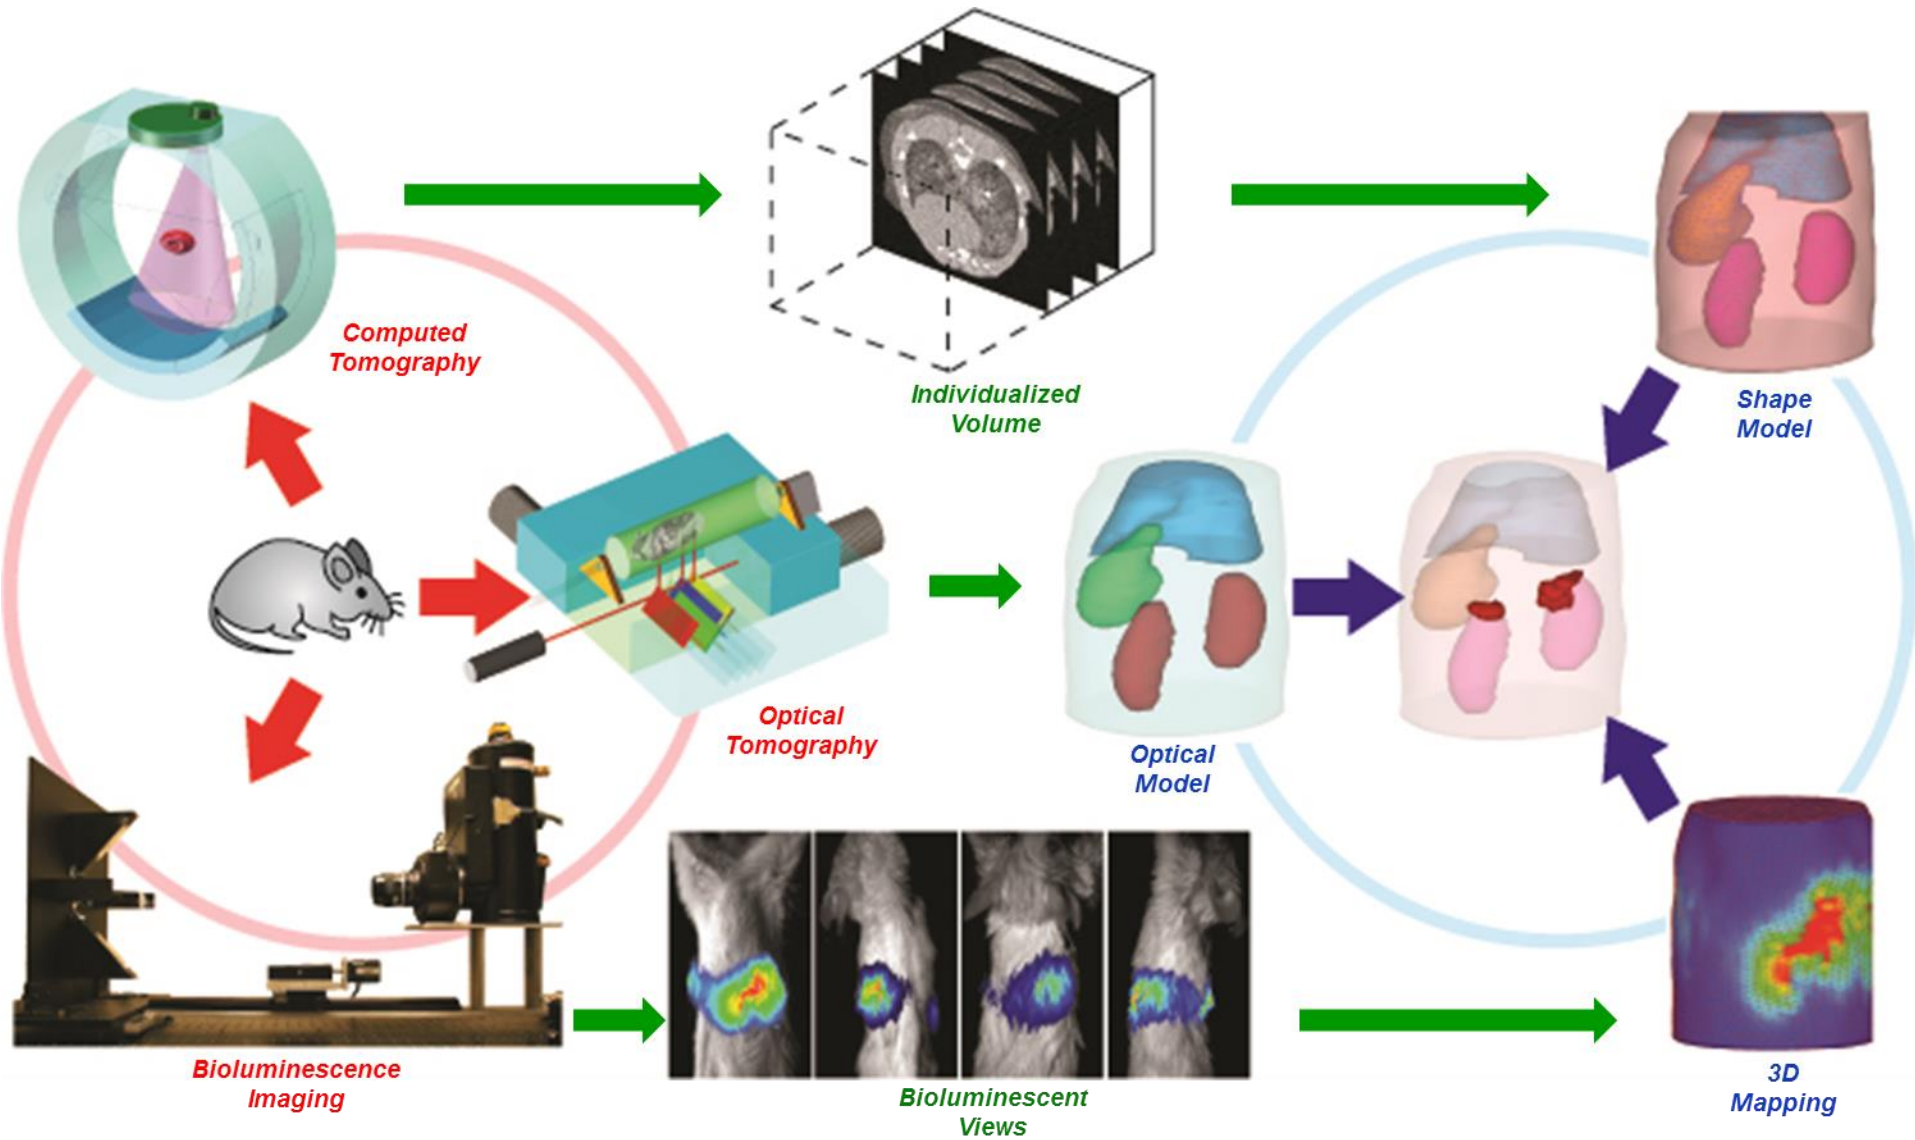 Computed
Tomography
Individualized
Volume
Shape
Model
Optical
Tomography
Optical
Model
Bioluminescence
Imaging
Bioluminescent
Views
3D
Mapping